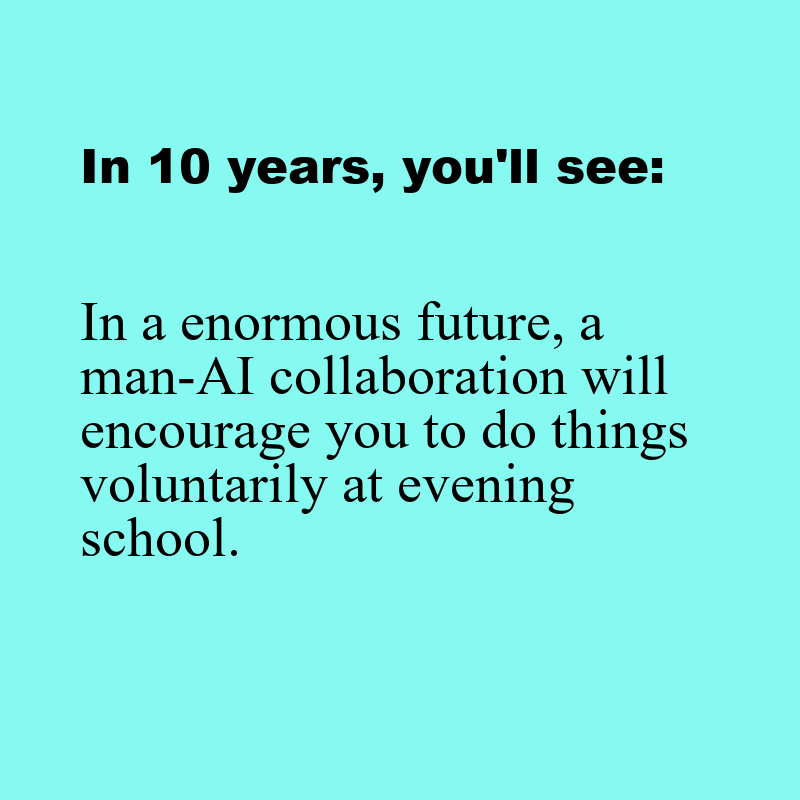 In 10 years, you'll see:
In a enormous future, a
man-AI collaboration will
encourage you to do things
voluntarily at evening
school.